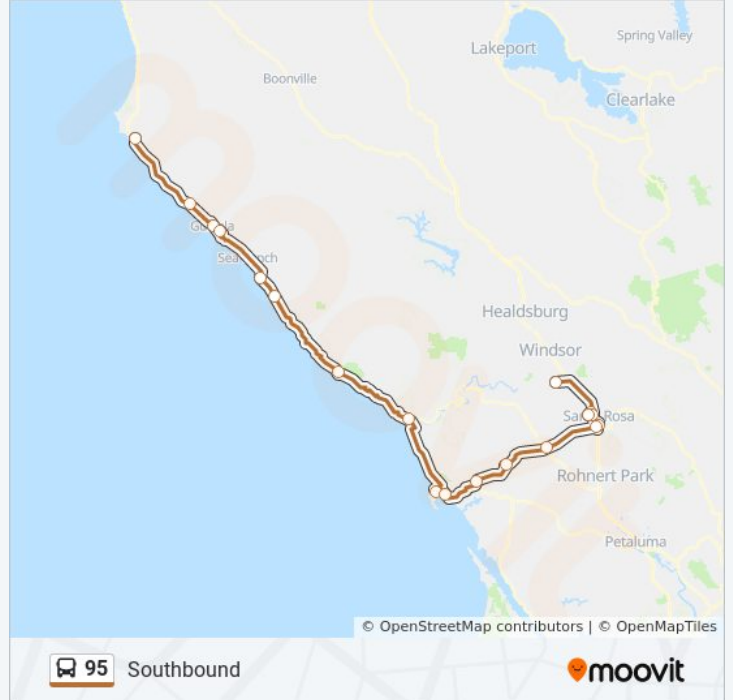 Lakeport
Spring Valley
Boonville
Clearlake
Healdsburg
Windsor
Rohnert Park
Petaluma
© OpenStreetMap contributors | © OpenMapTiles
95 Southbound
moovit